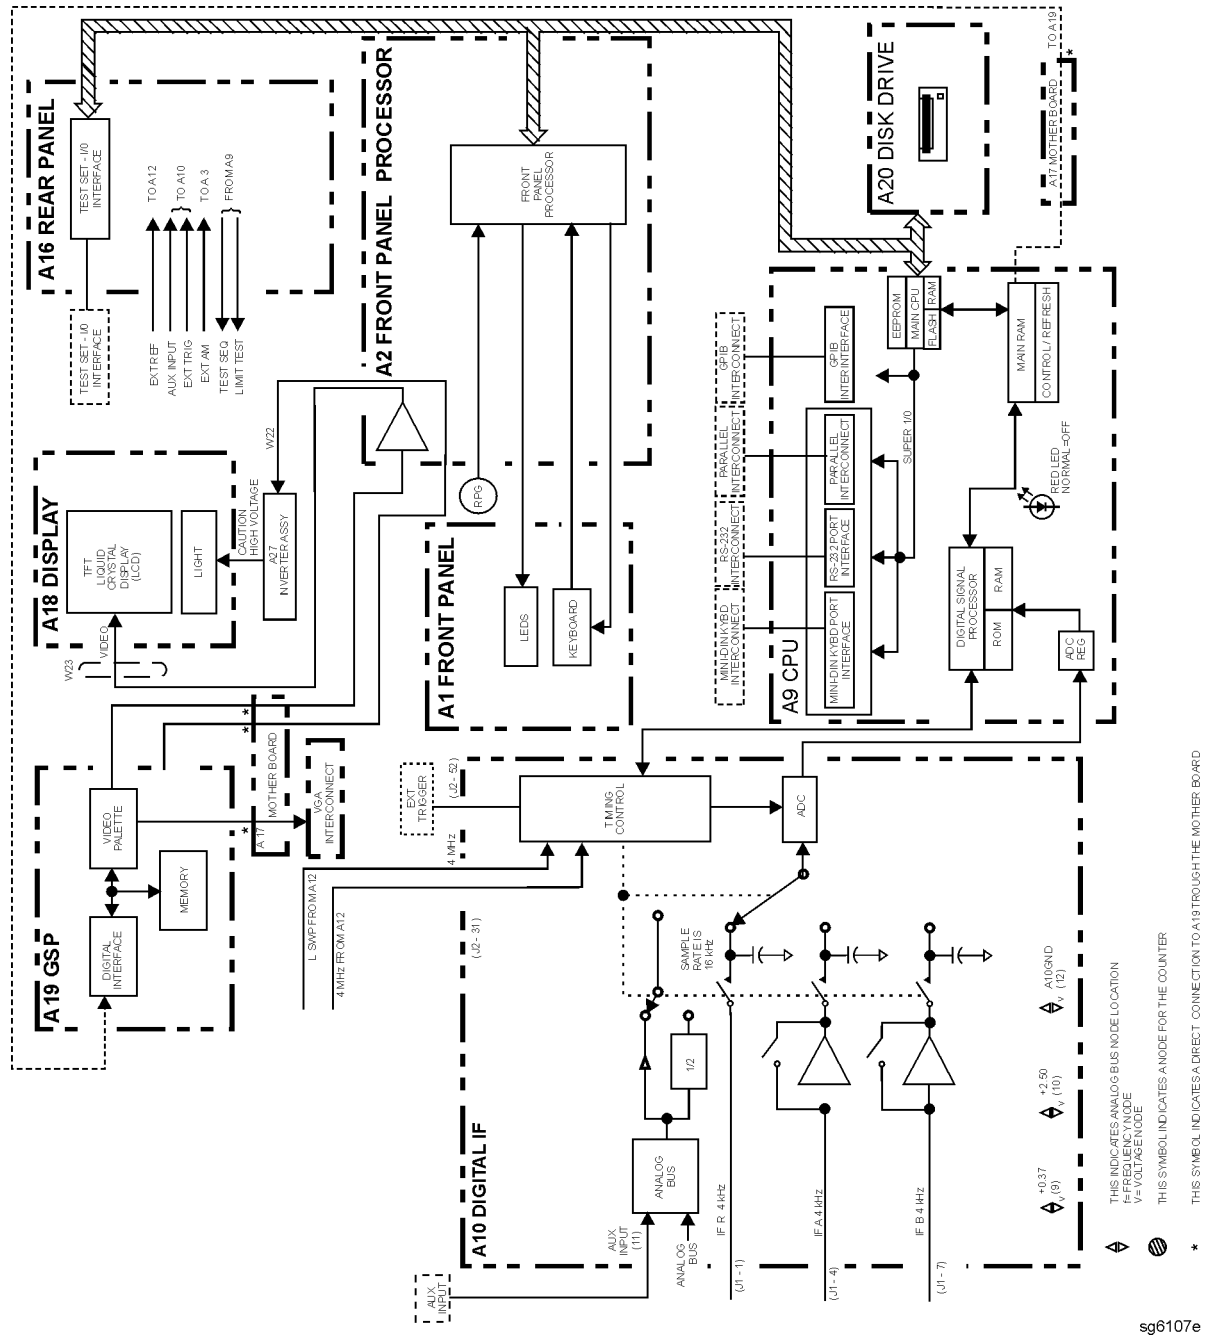 A16 REAR PANEL
TEST SET - I/0
INTERFACE
TEST SET - I/0
INTERFACE
EXT REF
TO A12
AUX INPUT
EXT TRIG
TO A10
EXT AM
TO A 3
TEST SEQ
LIMIT TEST
FROM A9
A2 FRONT PANEL PROCESSOR
FRONT
PANEL
PROCESSOR
RPG
A20 DISK DRIVE
A17 MOTHER BOARD
TO A19
*
A18 DISPLAY
TFT
LIQUID
CRYSTAL
DISPLAY
(LCD)
LIGHT
CAUTION
HIGH VOLTAGE
A27
INVERTER ASSY
W22
W23
VIDEO
A1 FRONT PANEL
LEDS
KEYBOARD
A9 CPU
GPIB
INTERCONNECT
PARALLEL
INTERCONNECT
RS-232
INTERCONNECT
MINI-DIN KYBD
INTERCONNECT
GPIB
INTERINTERFACE
PARALLEL
INTERCONNECT
RS-232 PORT
INTERFACE
MINI-DIN KYBD PORT
INTERFACE
EEPROM
MAIN CPU
FLASH
RAM
SUPER 1/0
MAIN RAM
CONTROL / REFRESH
RED LED
NORMAL=OFF
DIGITAL SIGNAL
PROCESSOR
ROM
RAM
ADC
REG
A19 GSP
VIDEO
PALETTE
DIGITAL
INTERFACE
MEMORY
*
*
*
A 17
MOTHER BOARD
VGA
INTERCONNECT
L SWP FROM A12
4 MHz FROM A12
A10 DIGITAL IF
EXT
TRIGGER
4 MHz
(J2 - 52)
(J2 - 31)
TIMING
CONTROL
ADC
SAMPLE
RATE IS
16 kHz
1/2
ANALOG
BUS
AUX
INPUT
(11)
ANALOG
BUS
AUX
INPUT
IF R 4 kHz
(J1 - 1)
IF A 4 kHz
(J1 - 4)
IF B 4 kHz
(J1 - 7)
+0.37
V (9)
+2.50
V (10)
A10GND
V (12)
THIS INDICATES ANALOG BUS NODE LOCATION
f= FREQUENCY NODE
V = VOLTAGE NODE
THIS SYMBOL INDICATES A NODE FOR THE COUNTER
* THIS SYMBOL INDICATES A DIRECT CONNECTION TO A19 TROUGH THE MOTHER BOARD
sg6107e